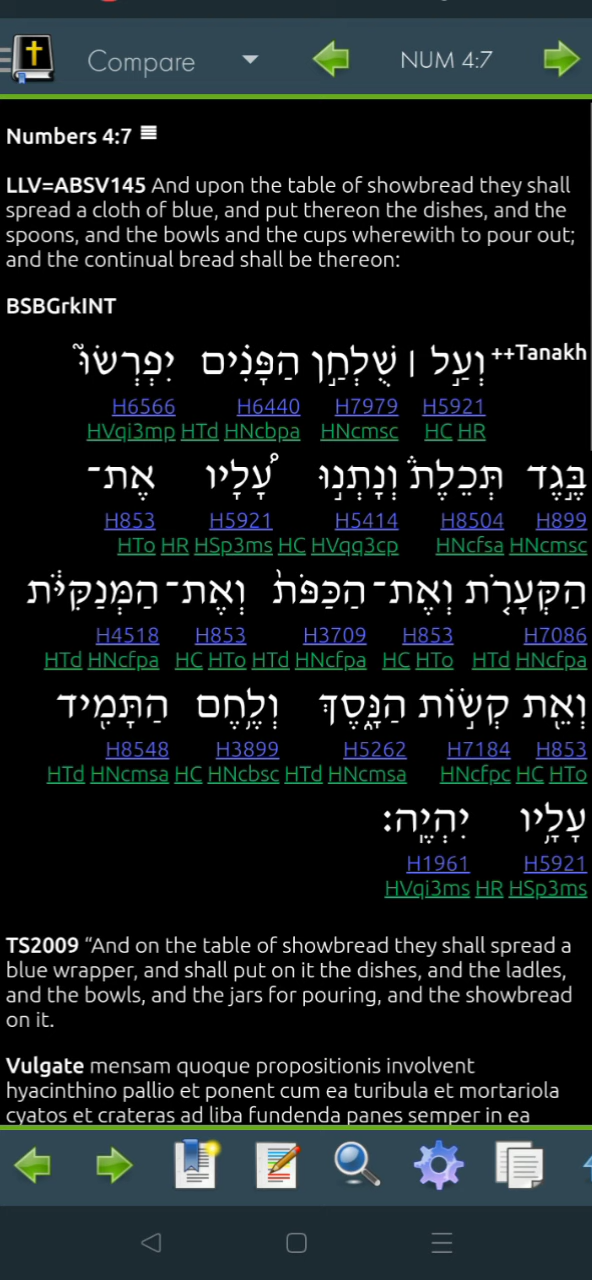 Compare
NUM 4:7
Numbers 4:7
LLV=ABSV145 And upon the table of showbread they shall
spread a cloth of blue, and put thereon the dishes, and the
spoons, and the bowls and the cups wherewith to pour out;
and the continual bread shall be thereon:
BSBGrkINT
++Tanakh וְעַ֣ל ׀ שֻׁלְחַ֣ן הַפָּנִ֗ים יִפְרְשׂוּ֮
H6566 H6440 H7979 H5921
HVqi3mp HTd HNcbpa HNcmsc HC HR
בֶּ֣גֶד תְּכֵלֶת֒ וְנָתְנ֣וּ עָ֠לָיו אֶת־
H853 H5921 H5414 H8504 H899
HTo HR HSp3ms HC HVqq3cp HNcfsa HNcmsc
הַקְּעָרֹ֤ת וְאֶת־הַכַּפֹּת֙ וְאֶת־הַמְּנַקִּיֹּ֔ת
H4518 H853 H3709 H853 H7086
HTd HNcfpa HC HTo HTd HNcfpa HC HTo HTd HNcfpa
וְאֵ֖ת קְשׂ֣וֹת הַנָּ֑סֶךְ וְלֶ֥חֶם הַתָּמִ֖יד
H8548 H3899 H5262 H7184 H853
HTd HNcmsa HC HNcbsc HTd HNcmsa HNcfpc HC HTo
עָלָ֥יו יִהְיֶֽה׃
H1961 H5921
HVqi3ms HR HSp3ms
TS2009 “And on the table of showbread they shall spread a
blue wrapper, and shall put on it the dishes, and the ladles,
and the bowls, and the jars for pouring, and the showbread
on it.
Vulgate mensam quoque propositionis involvent
hyacinthino pallio et ponent cum ea turibula et mortariola
cyatos et crateras ad liba fundenda panes semper in ea